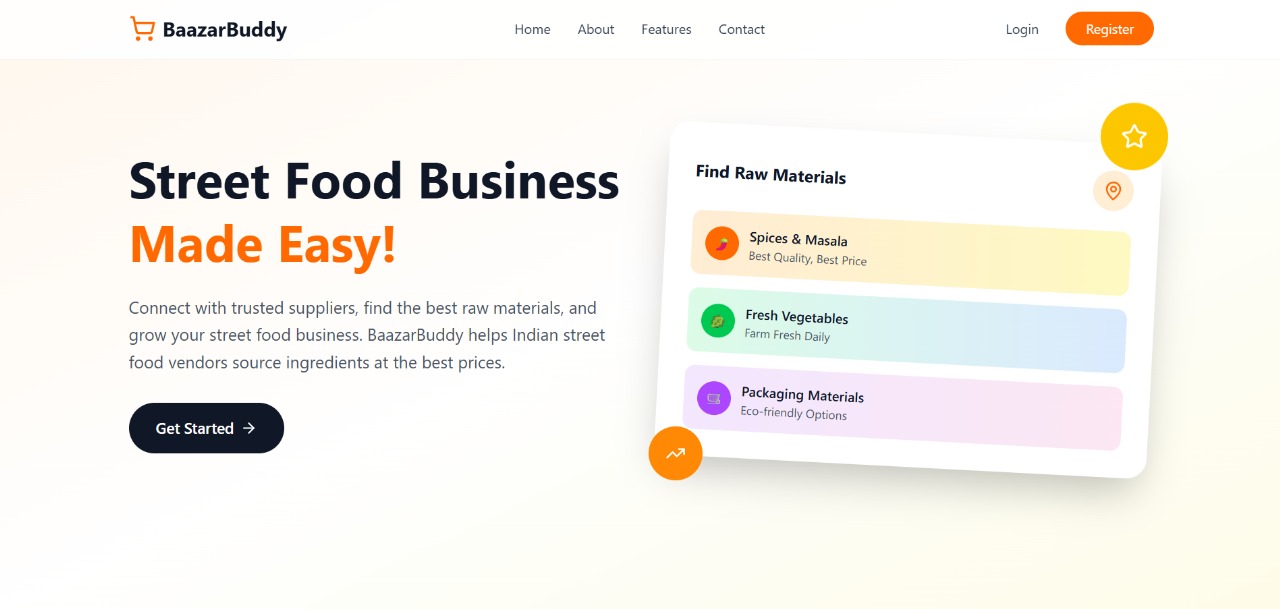 BaazarBuddy
Home
About
Features
Contact
Login
Register
Street Food Business
Made Easy!
Connect with trusted suppliers, find the best raw materials, and
grow your street food business. BaazarBuddy helps Indian street
food vendors source ingredients at the best prices.
Get Started
Find Raw Materials
Spices & Masala
Best Quality, Best Price
Fresh Vegetables
Farm Fresh Daily
Packaging Materials
Eco-friendly Options